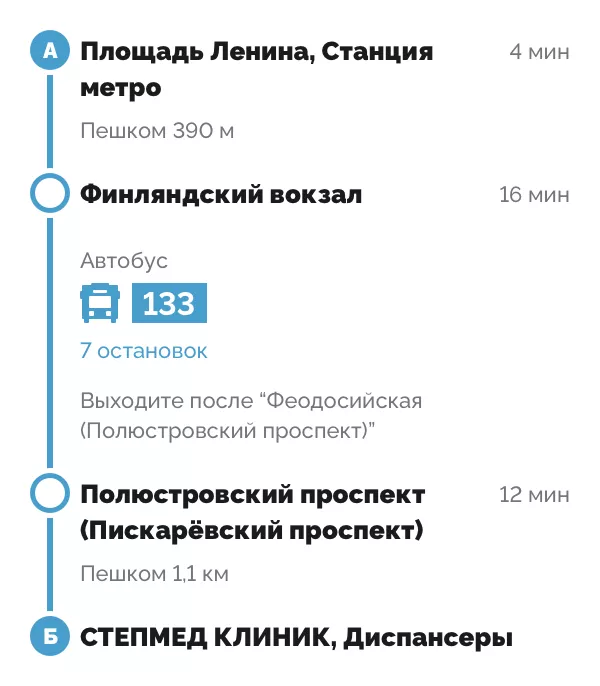 А
Площадь Ленина, Станция 4 мин
метро
Пешком 390 м
Финляндский вокзал 16 мин
Автобус
133
7 остановок
Выходите после “Феодосийская
(Полюстровский проспект)”
Полюстровский проспект 12 мин
(Пискарёвский проспект)
Пешком 1,1 км
Б
СТЕПМЕД КЛИНИК, Диспансеры